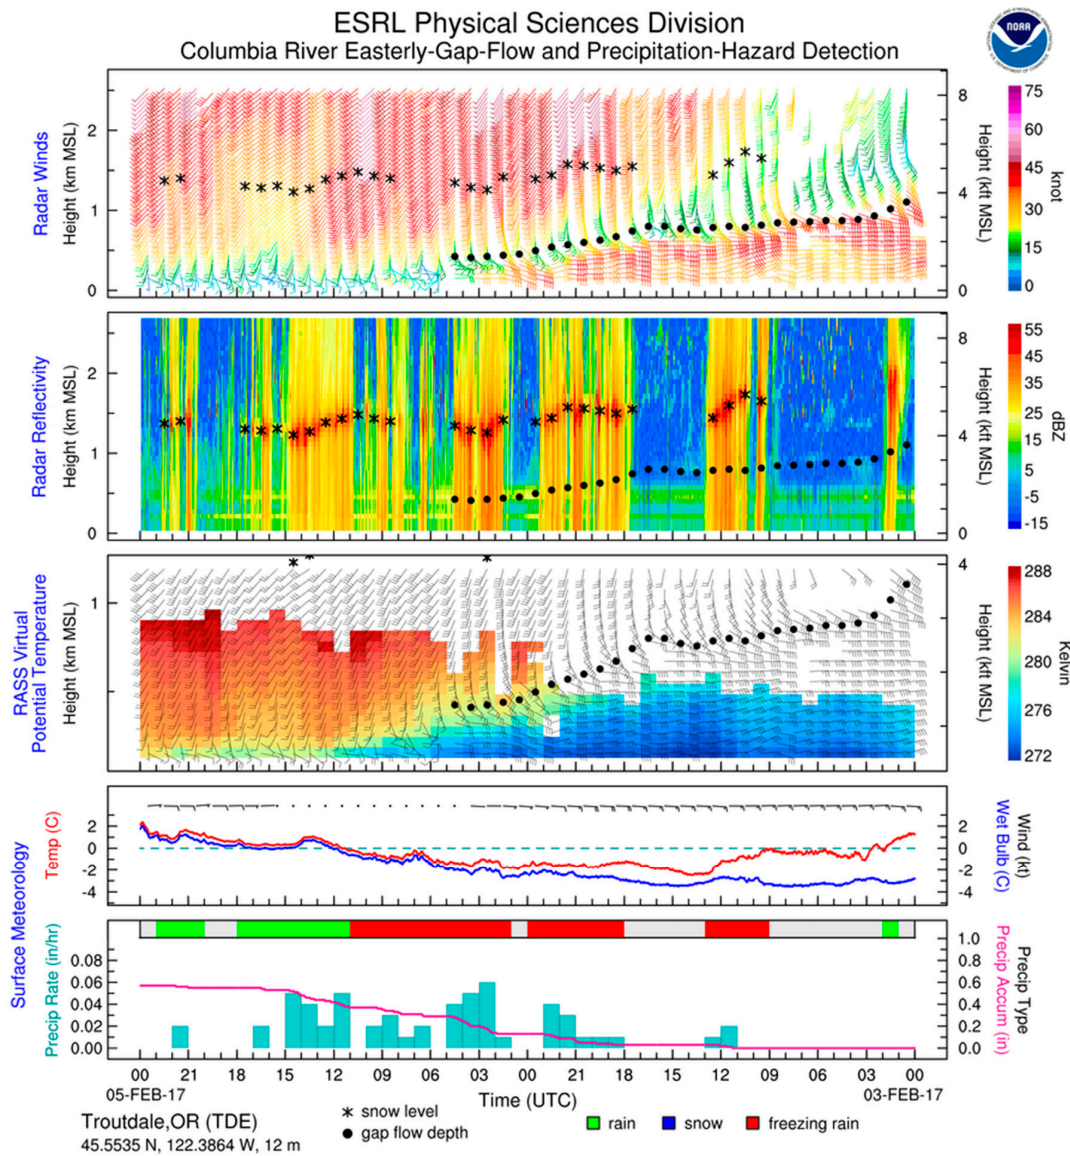 ESRL Physical Sciences Division
Columbia River Easterly-Gap-Flow and Precipitation-Hazard Detection
NOAA
Radar Winds
Height (km MSL)
2
1
0
8
4
0
Height (kft MSL)
75
60
45
30
15
0
knot
Radar Reflectivity
Height (km MSL)
2
1
0
8
4
0
Height (kft MSL)
55
45
35
25
15
5
-5
-15
dBZ
RASS Virtual
Potential Temperature
Height (km MSL)
1
4
Height (kft MSL)
288
284
280
276
272
Kelvin
Surface Meteorology
Temp (C)
2
0
-2
-4
2
0
-2
-4
Wet Bulb (C)
Wind (kt)
Precip Rate (in/hr)
0.08
0.06
0.04
0.02
0.00
1.0
0.8
0.6
0.4
0.2
0.0
Precip Accum (in)
Precip Type
00 21 18 15 12 09 06 03 00 21 18 15 12 09 06 03 00
05-FEB-17 Time (UTC) 03-FEB-17
Troutdale,OR (TDE)
45.5535 N, 122.3864 W, 12 m
snow level
gap flow depth
rain snow freezing rain